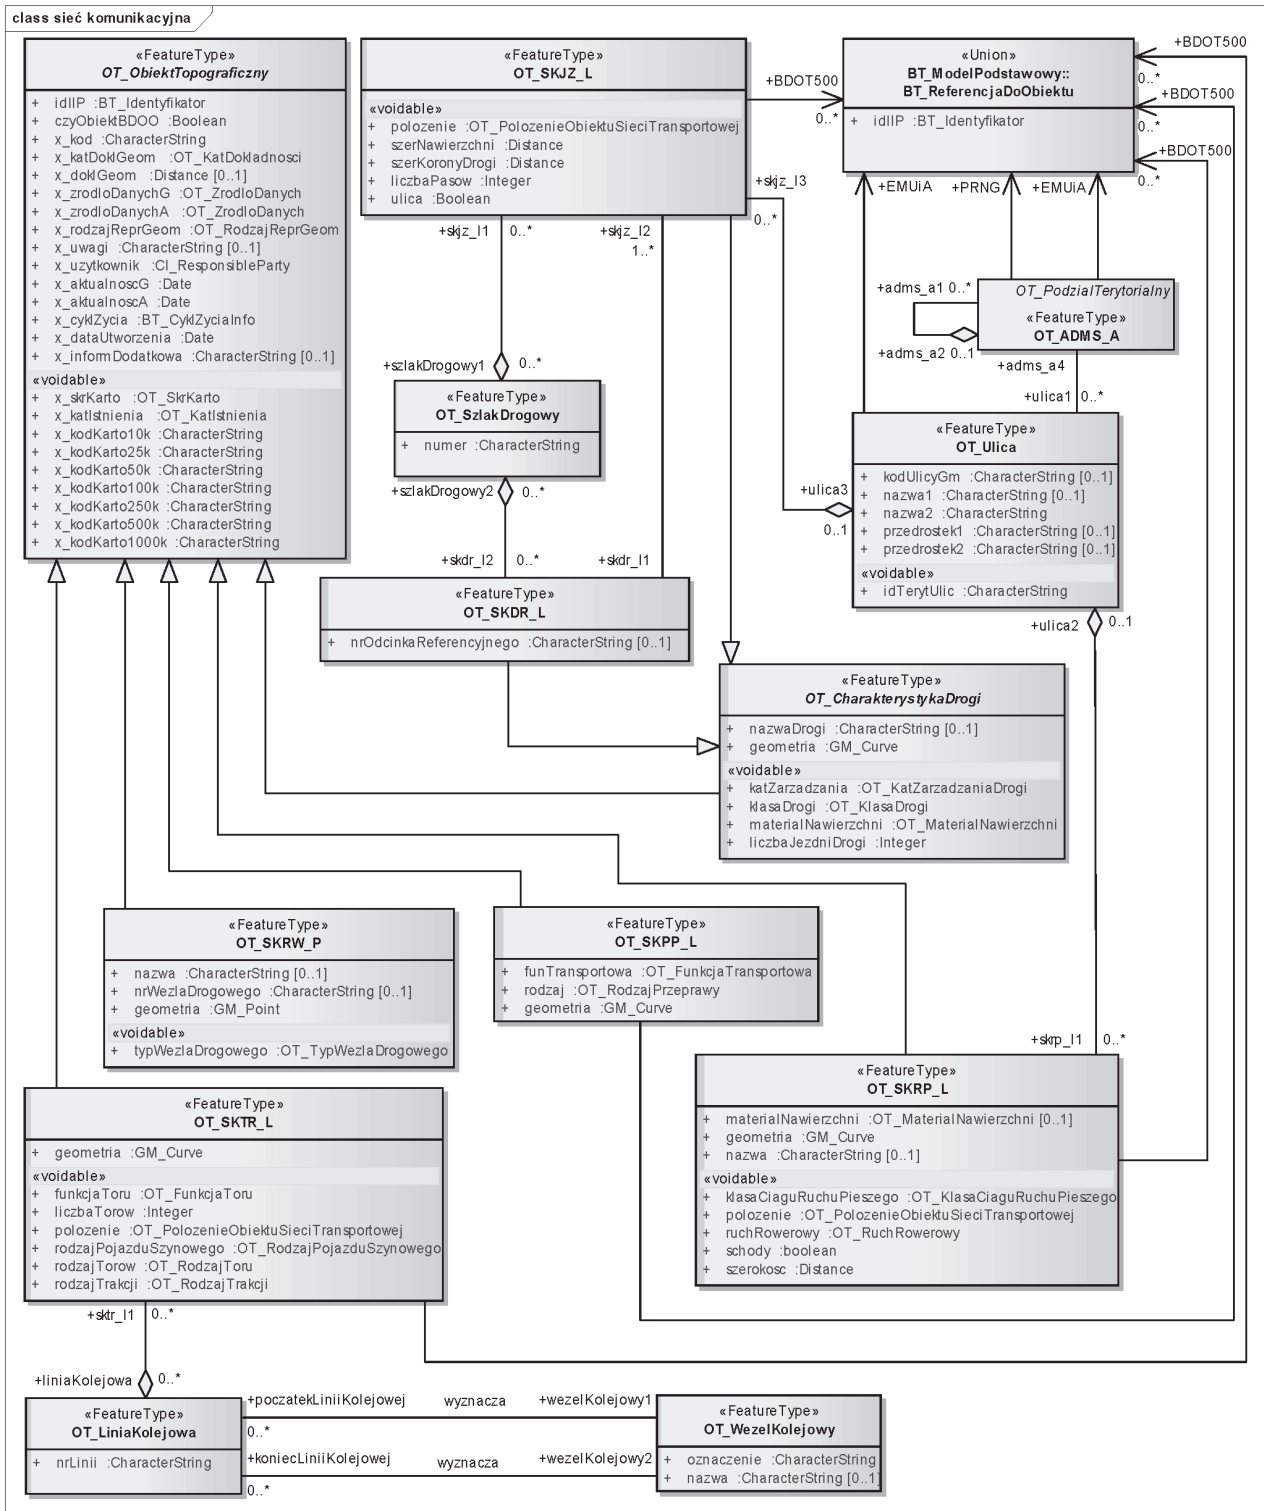 class sieć komunikacyjna
«FeatureType»
OT_ObiektTopograficzny
+ idIIP :BT_Identyfikator
+ czyObiektBDOO :Boolean
+ x_kod :CharacterString
+ x_katDoklGeom :OT_KatDokladnosci
+ x_doklGeom :Distance [0..1]
+ x_zrodloDanychG :OT_ZrodloDanych
+ x_zrodloDanychA :OT_ZrodloDanych
+ x_rodzajReprGeom :OT_RodzajReprGeom
+ x_uwagi :CharacterString [0..1]
+ x_uzytkownik :CI_ResponsibleParty
+ x_aktualnoscG :Date
+ x_aktualnoscA :Date
+ x_cyklZycia :BT_CyklZyciaInfo
+ x_dataUtworzenia :Date
+ x_informDodatkowa :CharacterString [0..1]
«voidable»
+ x_skrKarto :OT_SkrKarto
+ x_katIstnienia :OT_KatIstnienia
+ x_kodKarto10k :CharacterString
+ x_kodKarto25k :CharacterString
+ x_kodKarto50k :CharacterString
+ x_kodKarto100k :CharacterString
+ x_kodKarto250k :CharacterString
+ x_kodKarto500k :CharacterString
+ x_kodKarto1000k :CharacterString
«FeatureType»
OT_SKJZ_L
«voidable»
+ polozenie :OT_PolozenieObiektuSieciTransportowej
+ szerNawierzchni :Distance
+ szerKoronyDrogi :Distance
+ liczbaPasow :Integer
+ ulica :Boolean
+BDOT500
0..*
«Union»
BT_ModelPodstawowy::
BT_ReferencjaDoObiektu
+ idIIP :BT_Identyfikator
+BDOT500
0..*
+BDOT500
0..*
+BDOT500
0..*
+skjz_l3
0..*
+EMUiA
+PRNG
+EMUiA
+skjz_l1 0..*
+skjz_l2
1..*
+adms_a1 0..*
+adms_a2 0..1
OT_PodzialTerytorialny
«FeatureType»
OT_ADMS_A
+adms_a4
+ulica1 0..*
+szlakDrogowy1 0..*
«FeatureType»
OT_SzlakDrogowy
+ numer :CharacterString
+szlakDrogowy2 0..*
«FeatureType»
OT_Ulica
+ kodUlicyGm :CharacterString [0..1]
+ nazwa1 :CharacterString [0..1]
+ nazwa2 :CharacterString
+ przedrostek1 :CharacterString [0..1]
+ przedrostek2 :CharacterString [0..1]
«voidable»
+ idTerytUlic :CharacterString
+ulica3
0..1
+ulica2 0..1
+skdr_l2 0..*
+skdr_l1
«FeatureType»
OT_SKDR_L
+ nrOdcinkaReferencyjnego :CharacterString [0..1]
«FeatureType»
OT_CharakterystykaDrogi
+ nazwaDrogi :CharacterString [0..1]
+ geometria :GM_Curve
«voidable»
+ katZarzadzania :OT_KatZarzadzaniaDrogi
+ klasaDrogi :OT_KlasaDrogi
+ materialNawierzchni :OT_MaterialNawierzchni
+ liczbaJezdniDrogi :Integer
«FeatureType»
OT_SKRW_P
+ nazwa :CharacterString [0..1]
+ nrWezlaDrogowego :CharacterString [0..1]
+ geometria :GM_Point
«voidable»
+ typWezlaDrogowego :OT_TypWezlaDrogowego
«FeatureType»
OT_SKPP_L
+ funTransportowa :OT_FunkcjaTransportowa
+ rodzaj :OT_RodzajPrzeprawy
+ geometria :GM_Curve
+skrp_l1 0..*
«FeatureType»
OT_SKRP_L
+ materialNawierzchni :OT_MaterialNawierzchni [0..1]
+ geometria :GM_Curve
+ nazwa :CharacterString [0..1]
«voidable»
+ klasaCiaguRuchuPieszego :OT_KlasaCiaguRuchuPieszego
+ polozenie :OT_PolozenieObiektuSieciTransportowej
+ ruchRowerowy :OT_RuchRowerowy
+ schody :boolean
+ szerokosc :Distance
«FeatureType»
OT_SKTR_L
+ geometria :GM_Curve
«voidable»
+ funkcjaToru :OT_FunkcjaToru
+ liczbaTorow :Integer
+ polozenie :OT_PolozenieObiektuSieciTransportowej
+ rodzajPojazduSzynowego :OT_RodzajPojazduSzynowego
+ rodzajTorow :OT_RodzajToru
+ rodzajTrakcji :OT_RodzajTrakcji
+sktr_l1 0..*
+liniaKolejowa 0..*
«FeatureType»
OT_LiniaKolejowa
+ nrLinii :CharacterString
+poczatekLiniiKolejowej wyznacza +wezelKolejowy1
0..*
+koniecLiniiKolejowej wyznacza +wezelKolejowy2
0..*
«FeatureType»
OT_WezelKolejowy
+ oznaczenie :CharacterString
+ nazwa :CharacterString [0..1]